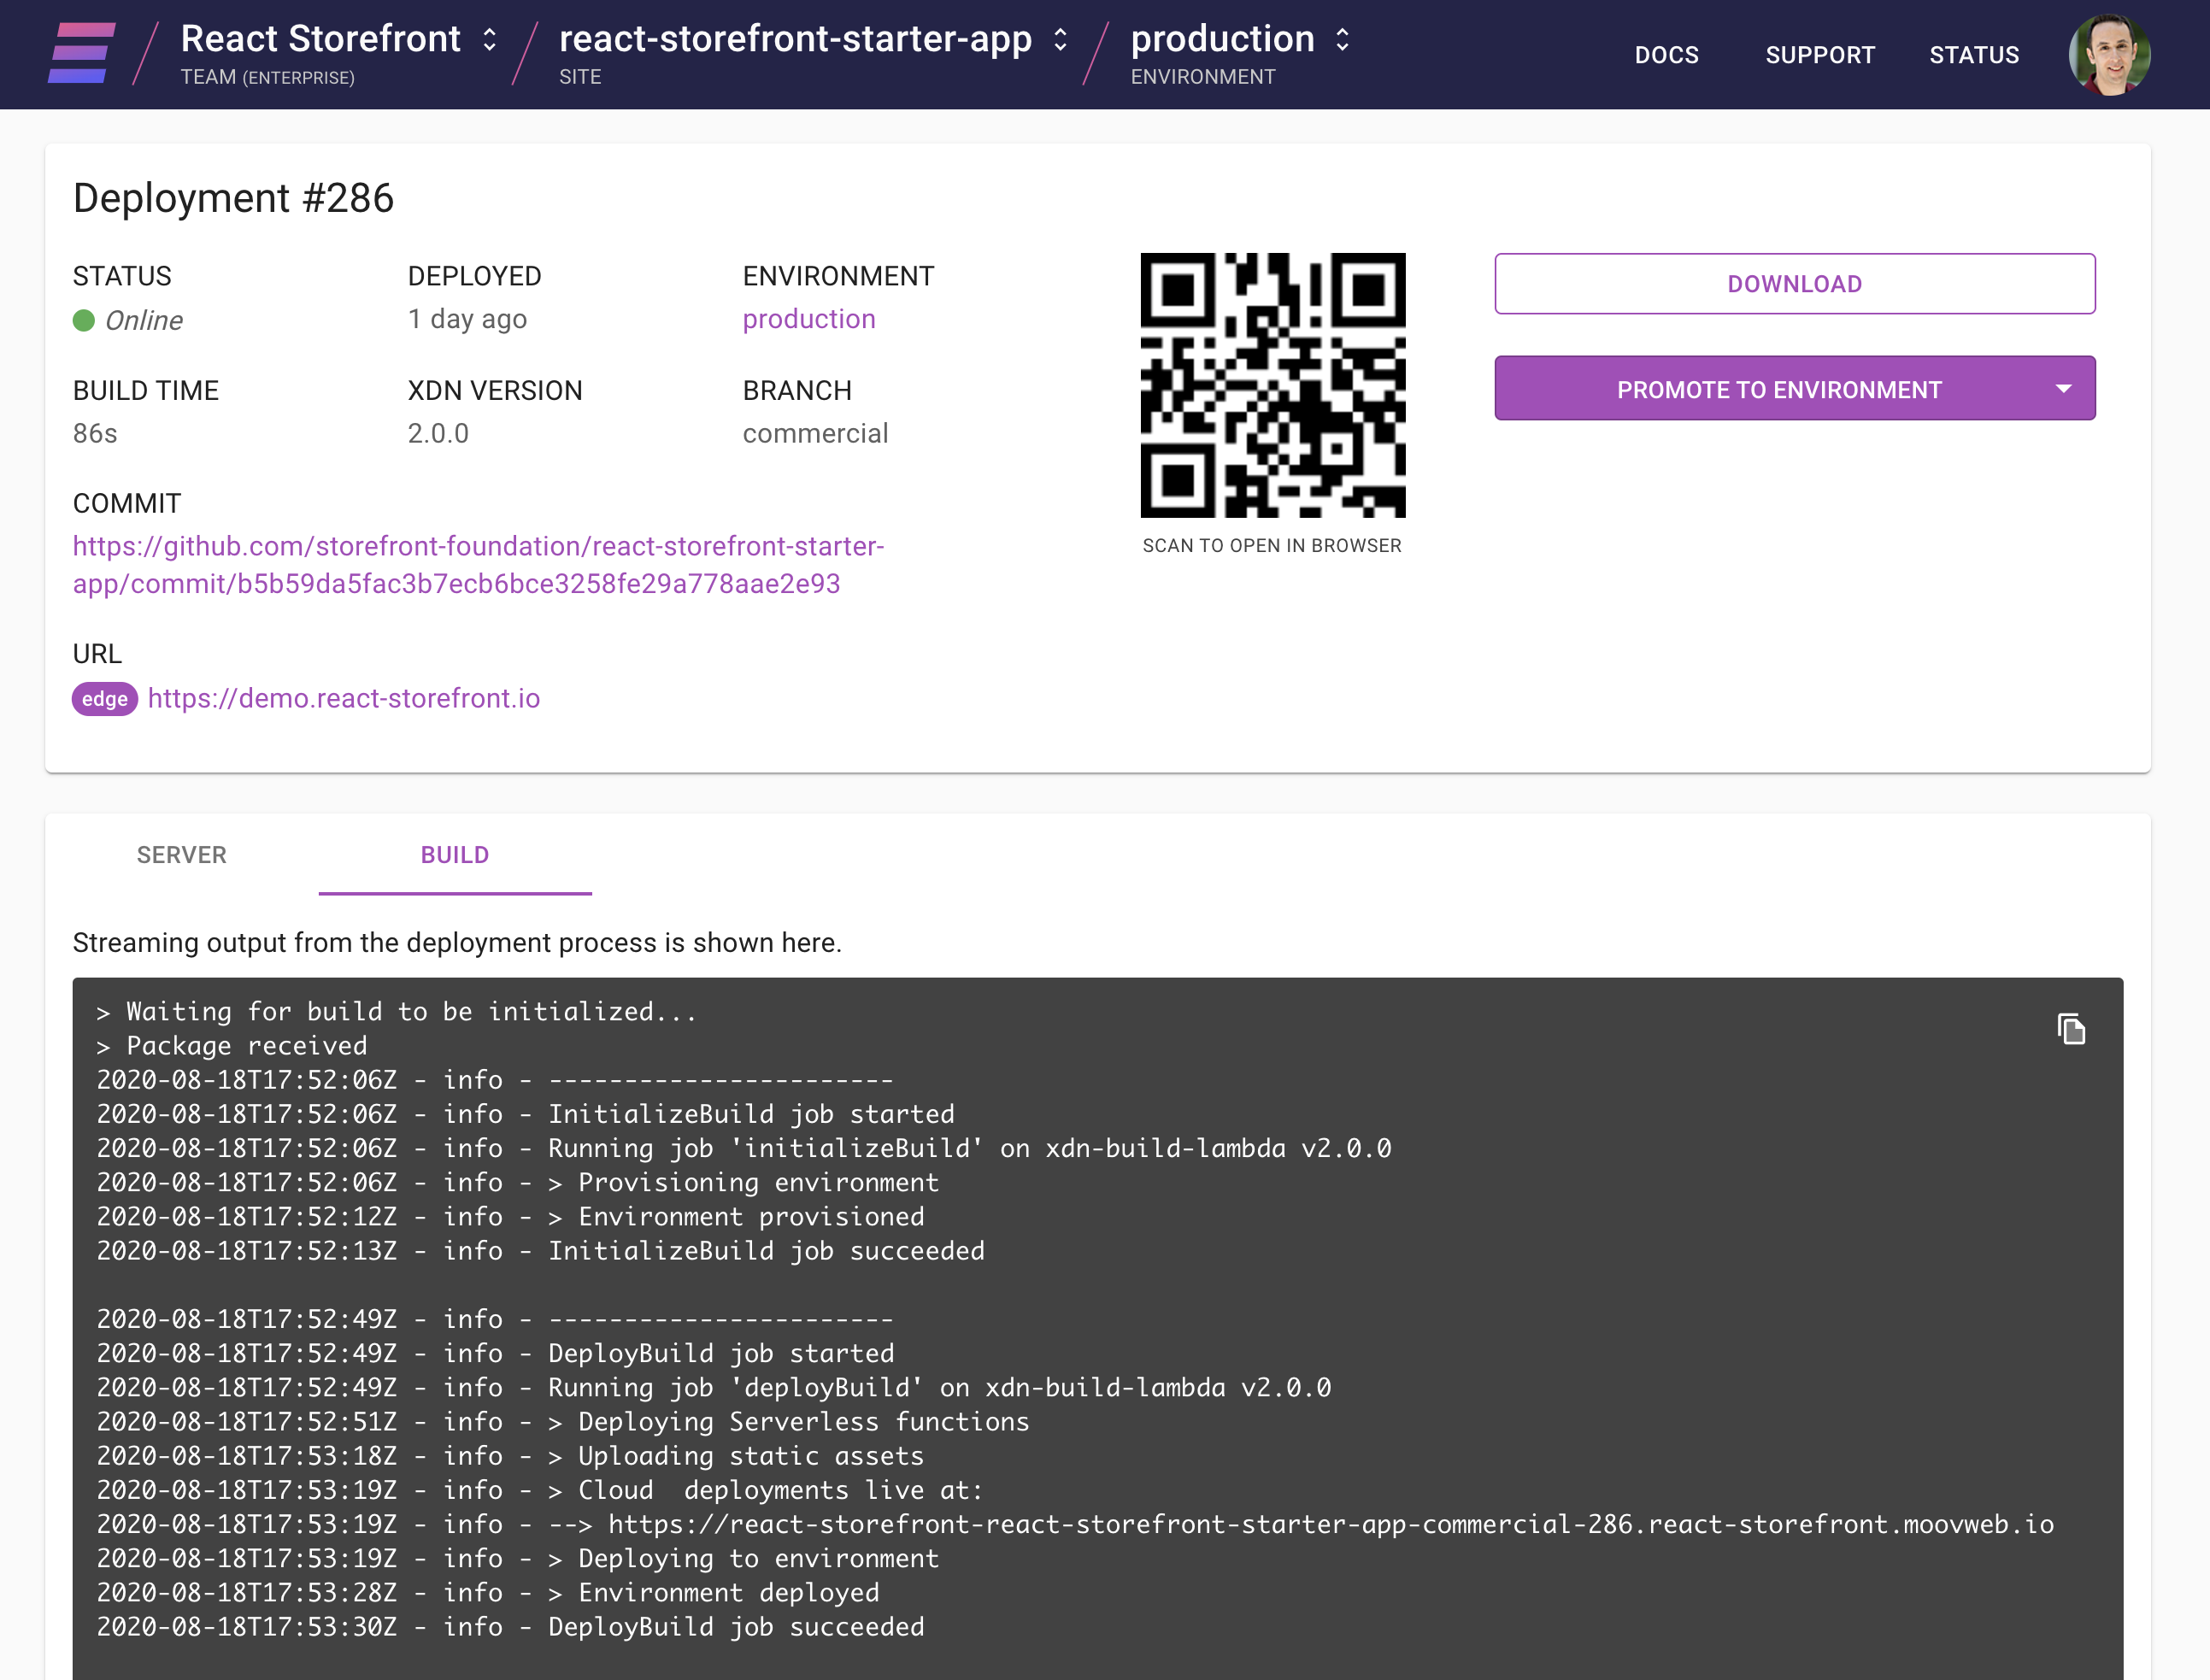 React Storefront
TEAM (ENTERPRISE)
react-storefront-starter-app
SITE
production
ENVIRONMENT
DOCS
SUPPORT
STATUS
Deployment #286
STATUS
Online
DEPLOYED
1 day ago
ENVIRONMENT
production
BUILD TIME
86s
XDN VERSION
2.0.0
BRANCH
commercial
COMMIT
https://github.com/storefront-foundation/react-storefront-starter-
app/commit/b5b59da5fac3b7ecb6bce3258fe29a778aae2e93
URL
edge https://demo.react-storefront.io
SCAN TO OPEN IN BROWSER
DOWNLOAD
PROMOTE TO ENVIRONMENT
SERVER
BUILD
Streaming output from the deployment process is shown here.
> Waiting for build to be initialized...
> Package received
2020-08-18T17:52:06Z - info - -----------------------
2020-08-18T17:52:06Z - info - InitializeBuild job started
2020-08-18T17:52:06Z - info - Running job 'initializeBuild' on xdn-build-lambda v2.0.0
2020-08-18T17:52:06Z - info - > Provisioning environment
2020-08-18T17:52:12Z - info - > Environment provisioned
2020-08-18T17:52:13Z - info - InitializeBuild job succeeded
2020-08-18T17:52:49Z - info - -----------------------
2020-08-18T17:52:49Z - info - DeployBuild job started
2020-08-18T17:52:49Z - info - Running job 'deployBuild' on xdn-build-lambda v2.0.0
2020-08-18T17:52:51Z - info - > Deploying Serverless functions
2020-08-18T17:53:18Z - info - > Uploading static assets
2020-08-18T17:53:19Z - info - > Cloud  deployments live at:
2020-08-18T17:53:19Z - info - --> https://react-storefront-react-storefront-starter-app-commercial-286.react-storefront.moovweb.io
2020-08-18T17:53:19Z - info - > Deploying to environment
2020-08-18T17:53:28Z - info - > Environment deployed
2020-08-18T17:53:30Z - info - DeployBuild job succeeded